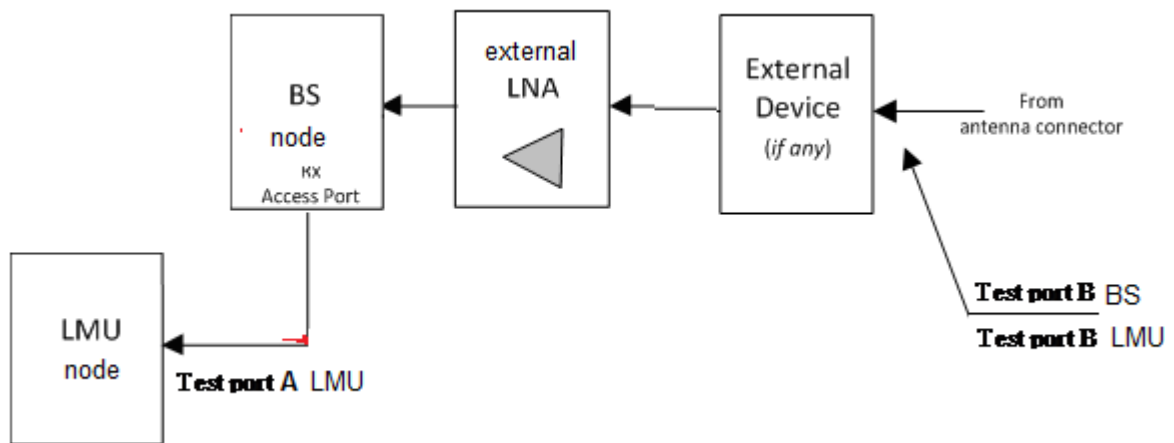 BS
node
RX
Access Port
external
LNA
External
Device
(if any)
From
antenna connector
Test port B BS
Test port B LMU
LMU
node
Test port A LMU